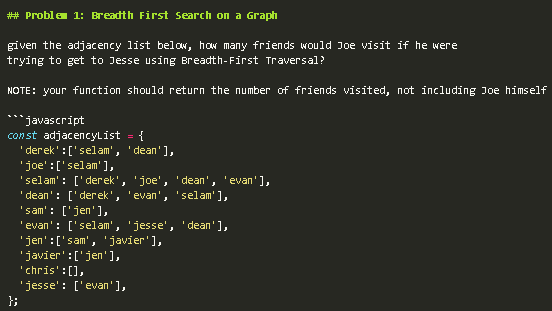 ## Problem 1: Breadth First Search on a Graph
given the adjacency list below, how many friends would Joe visit if he were
trying to get to Jesse using Breadth-First Traversal?
NOTE: your function should return the number of friends visited, not including Joe himself
```javascript
const adjacencyList = {
  'derek':['selam', 'dean'],
  'joe':['selam'],
  'selam': ['derek', 'joe', 'dean', 'evan'],
  'dean': ['derek', 'evan', 'selam'],
  'sam': ['jen'],
  'evan': ['selam', 'jesse', 'dean'],
  'jen':['sam', 'javier'],
  'javier':['jen'],
  'chris':[],
  'jesse': ['evan'],
};